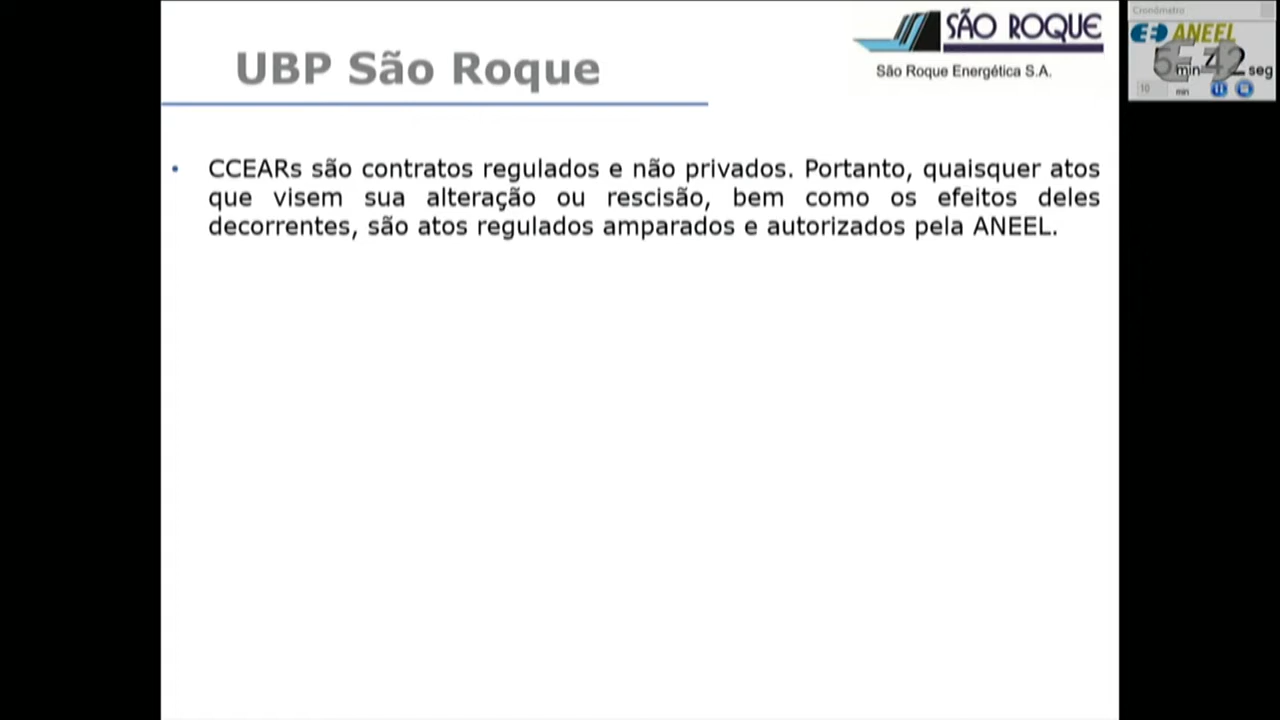 UBP São Roque
SÃO ROQUE
São Roque Energética S.A.
Cronômetro
ANEEL
min 42 seg
10 min
• CCEARs são contratos regulados e não privados. Portanto, quaisquer atos
que visem sua alteração ou rescisão, bem como os efeitos deles
decorrentes, são atos regulados amparados e autorizados pela ANEEL.